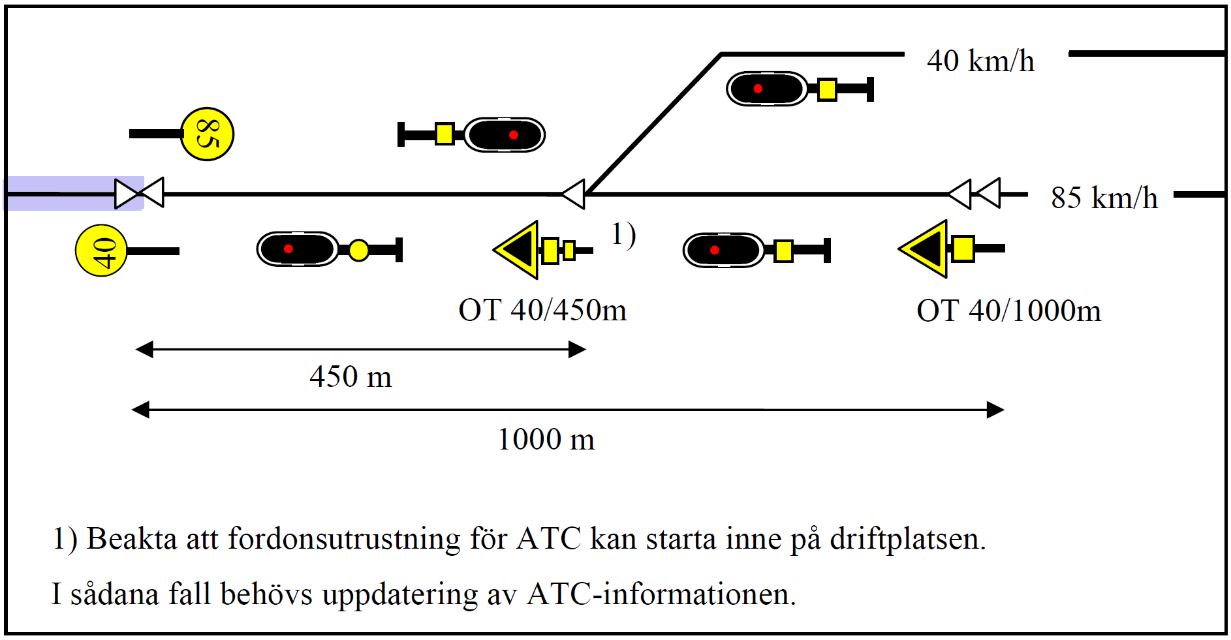 40 km/h
85
85 km/h
40
1)
OT 40/450m
OT 40/1000m
450 m
1000 m
1) Beakta att fordonsutrustning för ATC kan starta inne på driftplatsen.
I sådana fall behövs uppdatering av ATC-informationen.